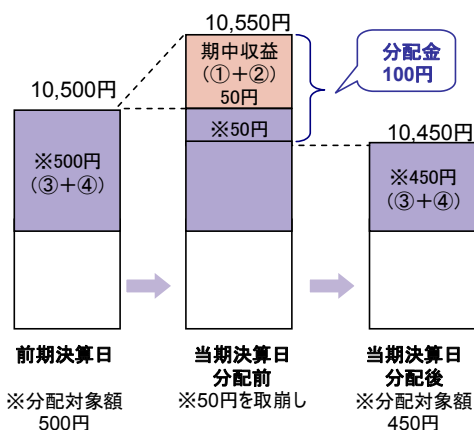 10,550円
期中収益
(①+②)
50円
分配金
100円
10,500円
※50円
10,450円
※500円
(③+④)
※450円
(③+④)
前期決算日
当期決算日
分配前
当期決算日
分配後
※分配対象額
500円
※50円を取崩し
※分配対象額
450円